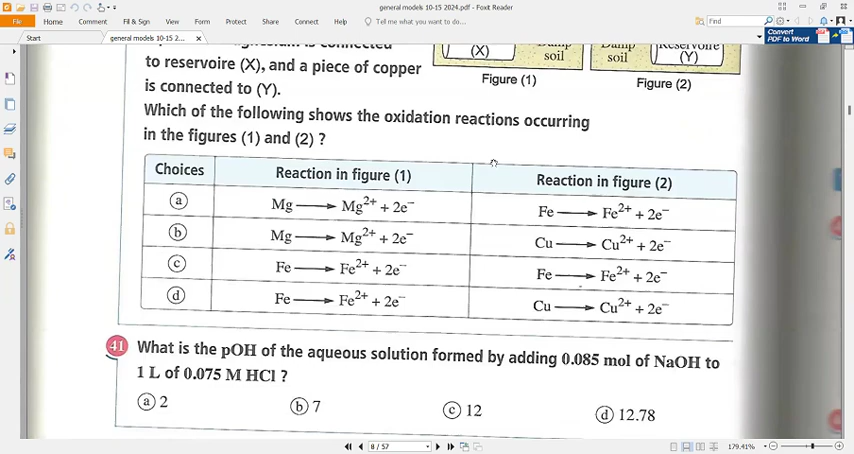 general models 10-15 2024.pdf - Foxit Reader
File Home Comment Fill & Sign View Form Protect Share Connect Help Tell me what you want to do... Find
Start general models 10-15 2... Convert
PDF to Word
is connected
to reservoire (X), and a piece of copper
is connected to (Y).
(X) Damp
soil
Figure (1)
Damp
soil Reservoire
(Y)
Figure (2)
Which of the following shows the oxidation reactions occurring
in the figures (1) and (2) ?
Choices Reaction in figure (1) Reaction in figure (2)
a Mg → Mg²⁺ + 2e⁻ Fe → Fe²⁺ + 2e⁻
b Mg → Mg²⁺ + 2e⁻ Cu → Cu²⁺ + 2e⁻
c Fe → Fe²⁺ + 2e⁻ Fe → Fe²⁺ + 2e⁻
d Fe → Fe²⁺ + 2e⁻ Cu → Cu²⁺ + 2e⁻
41 What is the pOH of the aqueous solution formed by adding 0.085 mol of NaOH to
1 L of 0.075 M HCl ?
a 2 b 7 c 12 d 12.78
8 / 57 179.41%